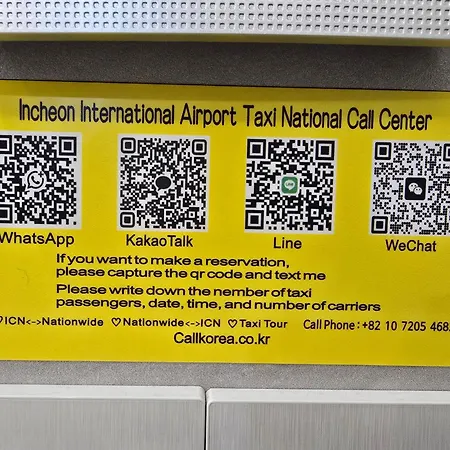 Incheon International Airport Taxi National Call Center
WhatsApp
KakaoTalk
Line
WeChat
If you want to make a reservation,
please capture the qr code and text me
Please write down the nember of taxi
passengers, date, time, and number of carriers
♡ICN<->Nationwide ♡Nationwide<->ICN ♡Taxi Tour Call Phone : +82 10 7205 4682
Callkorea.co.kr